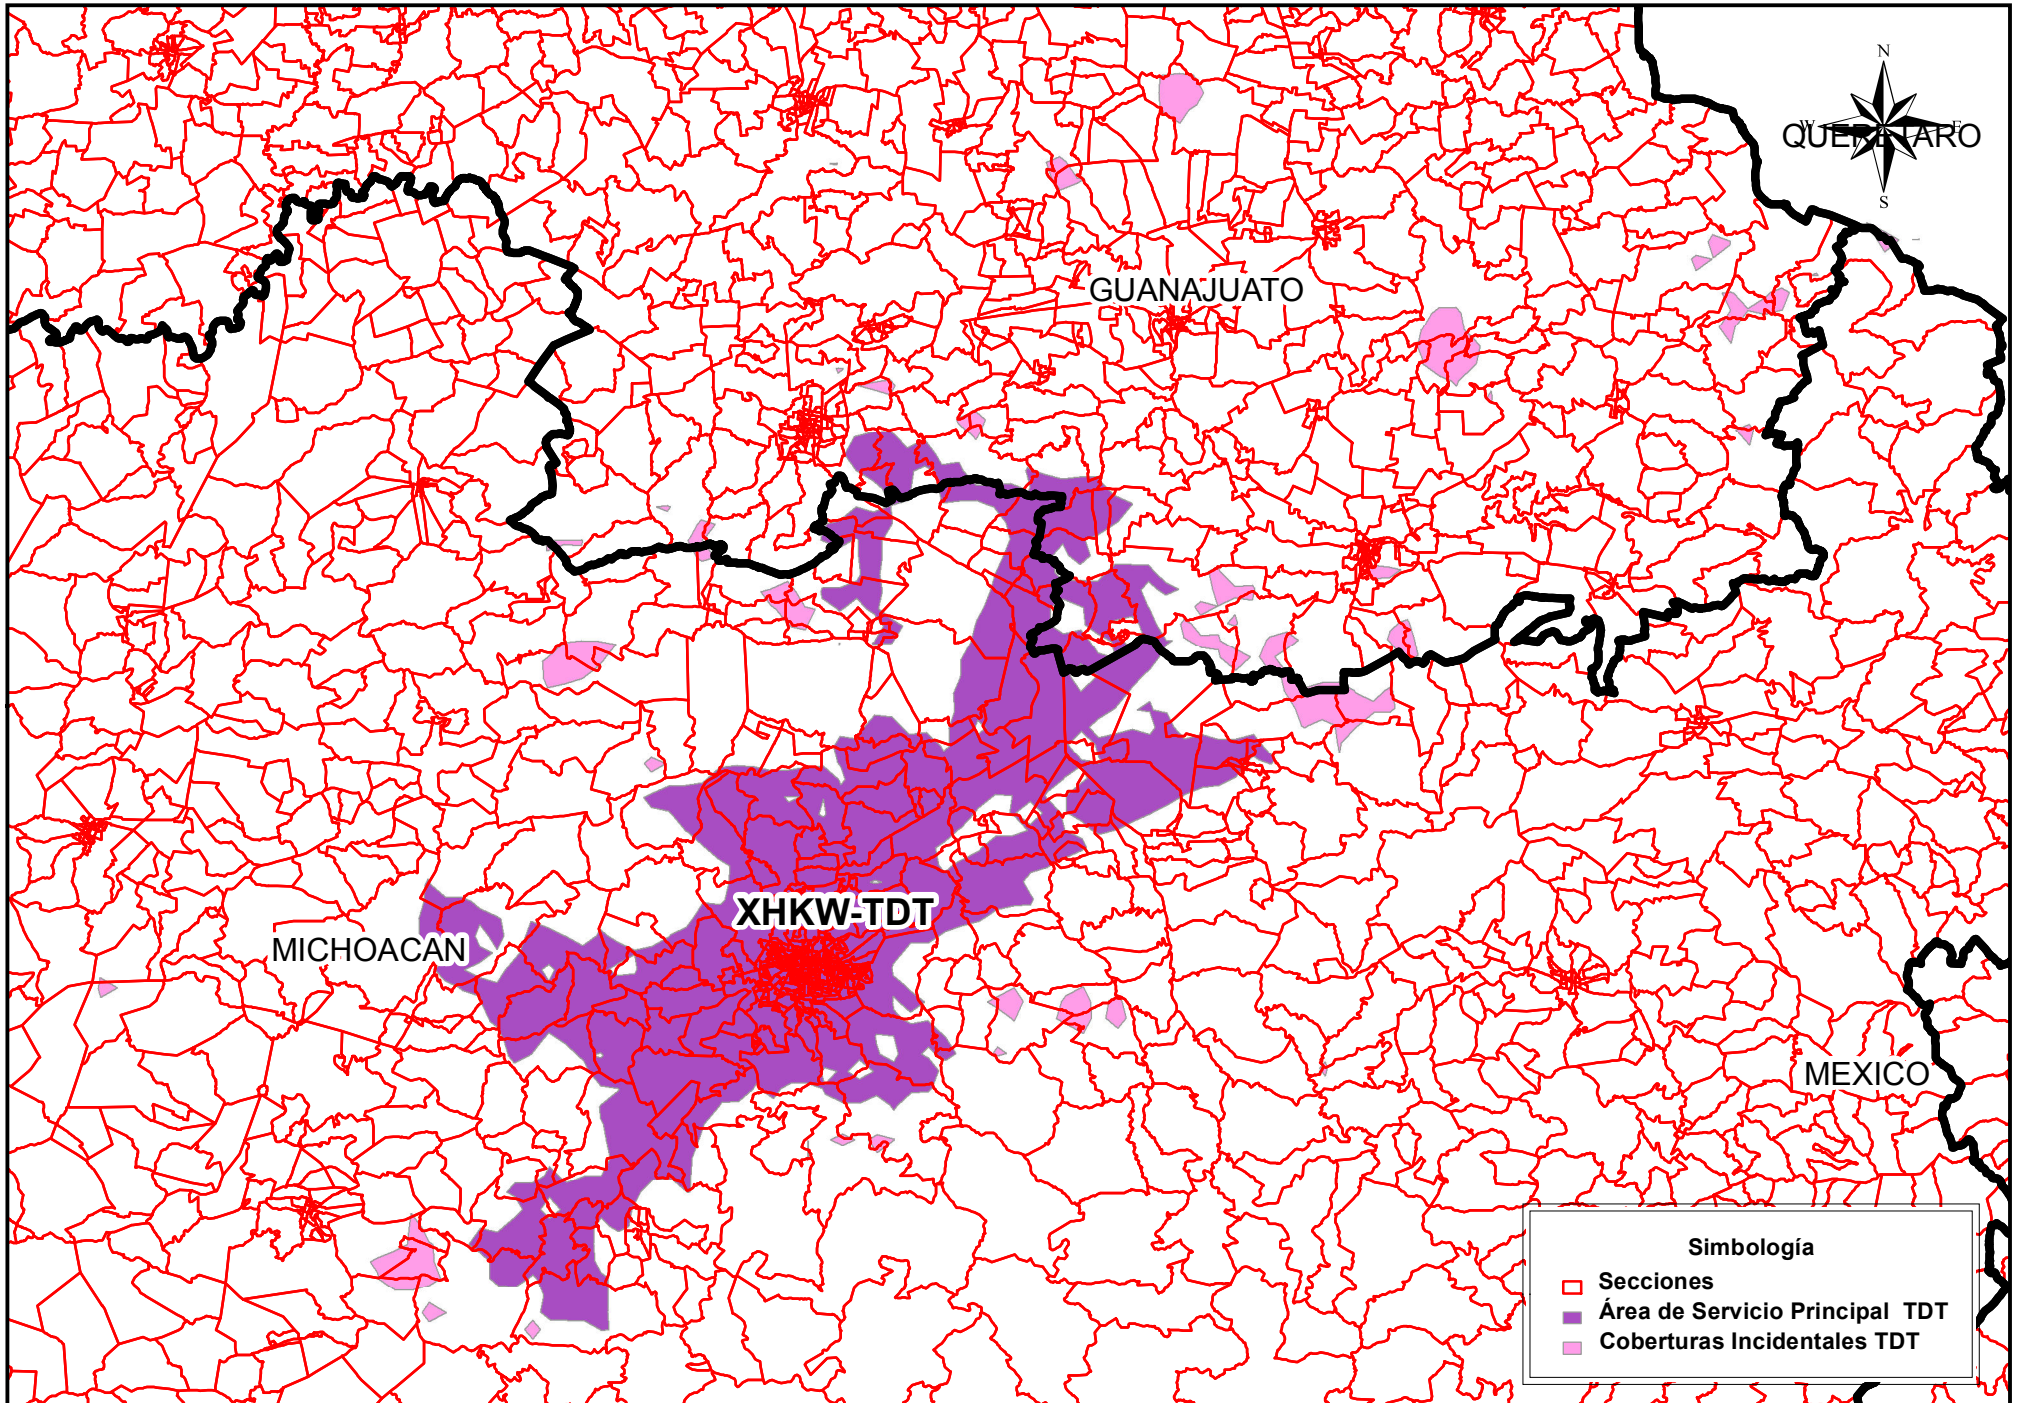 N
W
E
QUERETARO
S
GUANAJUATO
XHKW-TDT
MICHOACAN
MEXICO
Simbología
Secciones
Área de Servicio Principal TDT
Coberturas Incidentales TDT